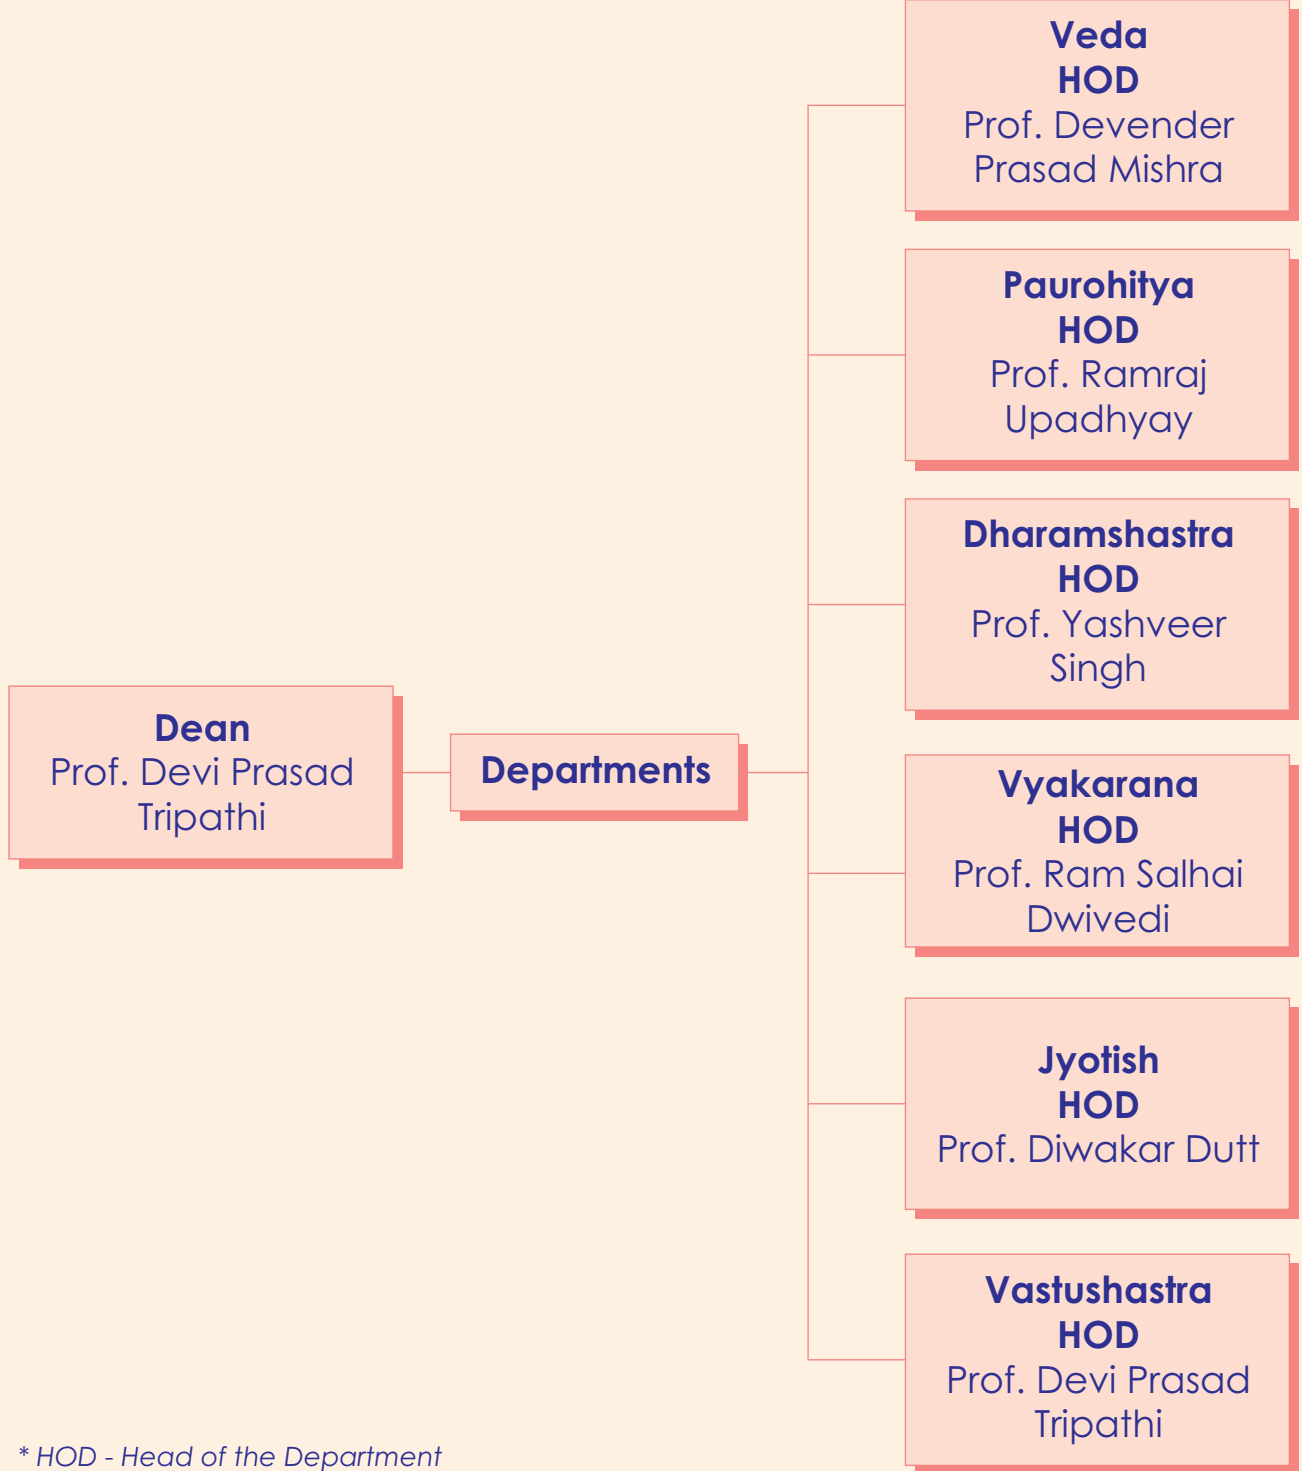 Veda
HOD
Prof. Devender
Prasad Mishra
Paurohitya
HOD
Prof. Ramraj
Upadhyay
Dharamshastra
HOD
Prof. Yashveer
Singh
Dean
Prof. Devi Prasad
Tripathi
Departments
Vyakarana
HOD
Prof. Ram Salhai
Dwivedi
Jyotish
HOD
Prof. Diwakar Dutt
Vastushastra
HOD
Prof. Devi Prasad
Tripathi
* HOD - Head of the Department